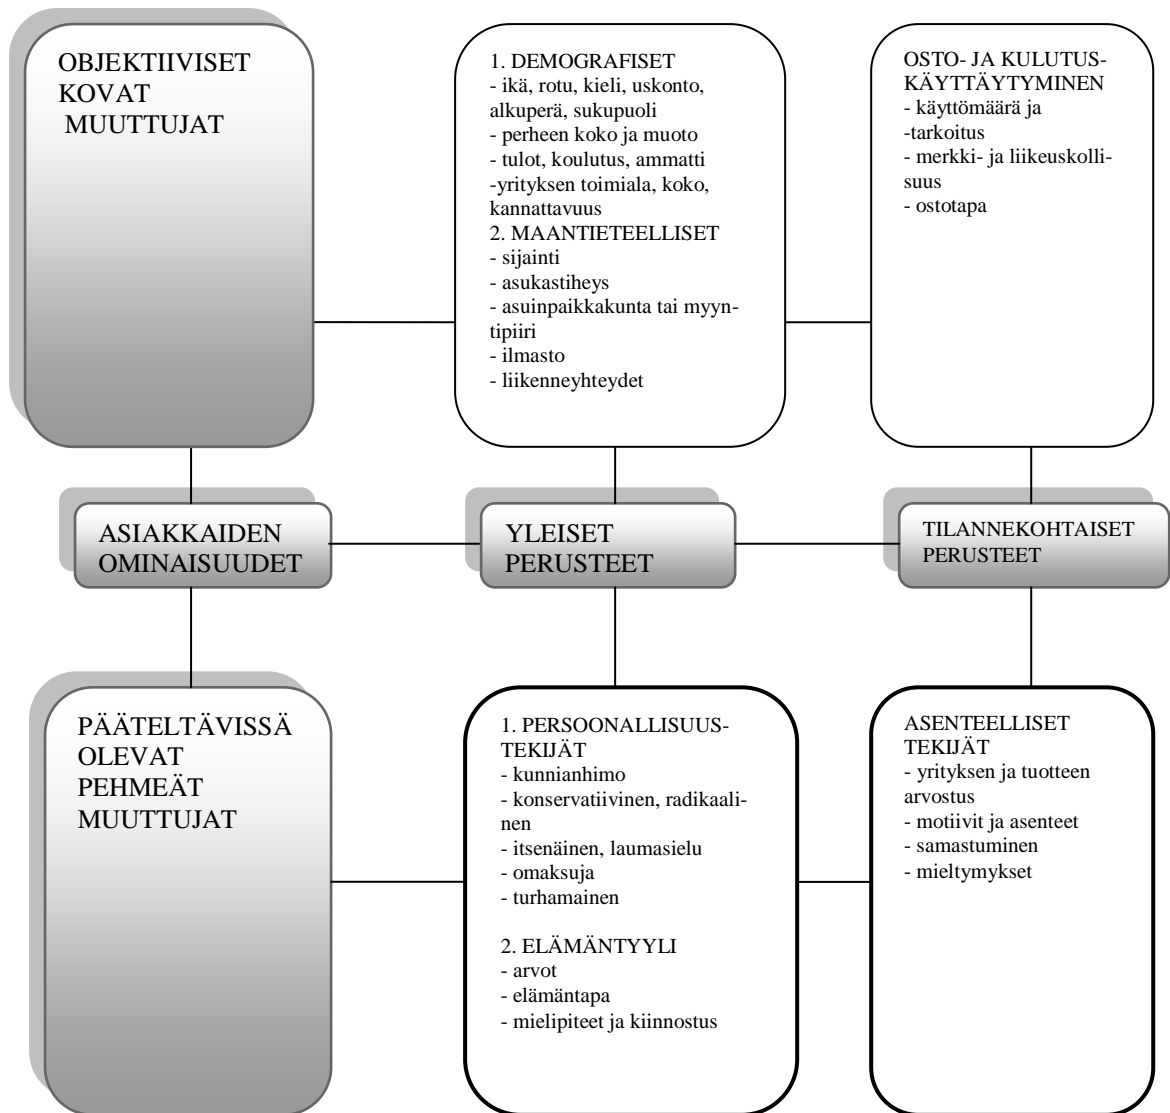 OBJEKTIIVISET
KOVAT
MUUTTUJAT
1. DEMOGRAFISET
- ikä, rotu, kieli, uskonto,
alkuperä, sukupuoli
- perheen koko ja muoto
- tulot, koulutus, ammatti
-yrityksen toimiala, koko,
kannattavuus
2. MAANTIETEELLISET
- sijainti
- asukastiheys
- asuinpaikkakunta tai myyn-
tipiiri
- ilmasto
- liikenneyhteydet
OSTO- JA KULUTUS-
KÄYTTÄYTYMINEN
- käyttömäärä ja
-tarkoitus
- merkki- ja liikeuskolli-
suus
- ostotapa
ASIAKKAIDEN
OMINAISUUDET
YLEISET
PERUSTEET
TILANNEKOHTAISET
PERUSTEET
PÄÄTELTÄVISSÄ
OLEVAT
PEHMEÄT
MUUTTUJAT
1. PERSOONALLISUUS-
TEKIJÄT
- kunnianhimo
- konservatiivinen, radikaali-
nen
- itsenäinen, laumasielu
- omaksuja
- turhamainen
2. ELÄMÄNTYYLI
- arvot
- elämäntapa
- mielipiteet ja kiinnostus
ASENTEELLISET
TEKIJÄT
- yrityksen ja tuotteen
arvostus
- motiivit ja asenteet
- samastuminen
- mieltymykset